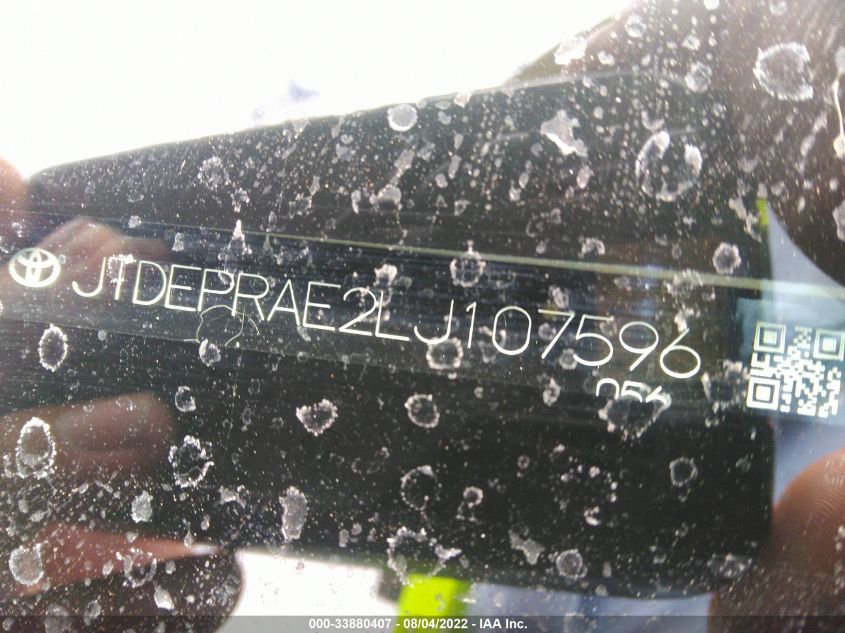 JTDEPRAE2LJ107596
000-33880407 - 08/04/2022 - IAA Inc.